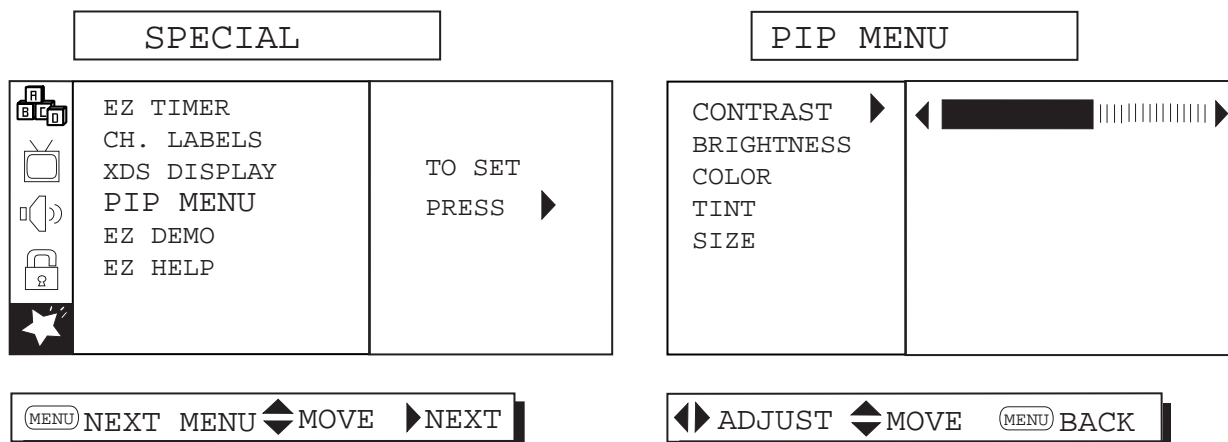 SPECIAL
A
B C D
EZ TIMER
CH. LABELS
XDS DISPLAY
PIP MENU
EZ DEMO
EZ HELP
TO SET
PRESS
MENU NEXT MENU MOVE NEXT
PIP MENU
CONTRAST
BRIGHTNESS
COLOR
TINT
SIZE
ADJUST MOVE MENU BACK